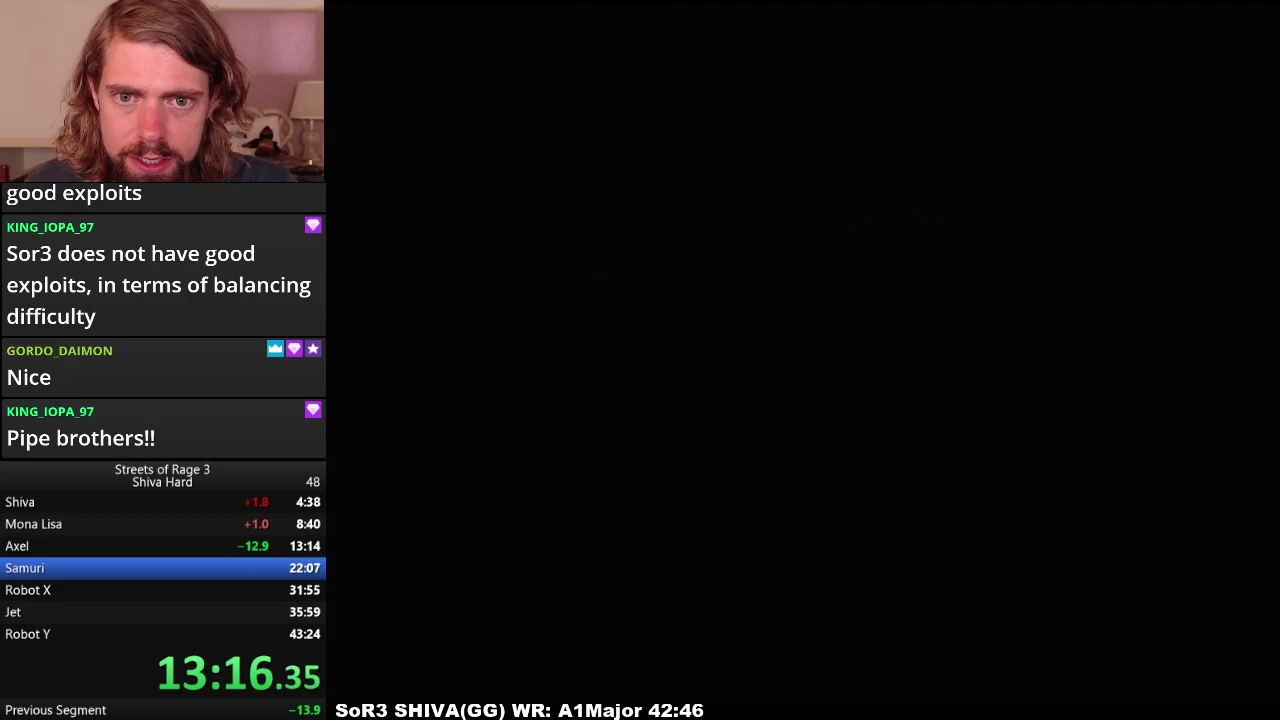 good exploits
KING_IOPA_97
Sor3 does not have good
exploits, in terms of balancing
difficulty
GORDO_DAIMON
Nice
KING_IOPA_97
Pipe brothers!!
Streets of Rage 3
Shiva Hard 48
Shiva +1.8 4:38
Mona Lisa +1.0 8:40
Axel −12.9 13:14
Samuri 22:07
Robot X 31:55
Jet 35:59
Robot Y 43:24
13:16.35
Previous Segment −13.9
SoR3 SHIVA(GG) WR: A1Major 42:46